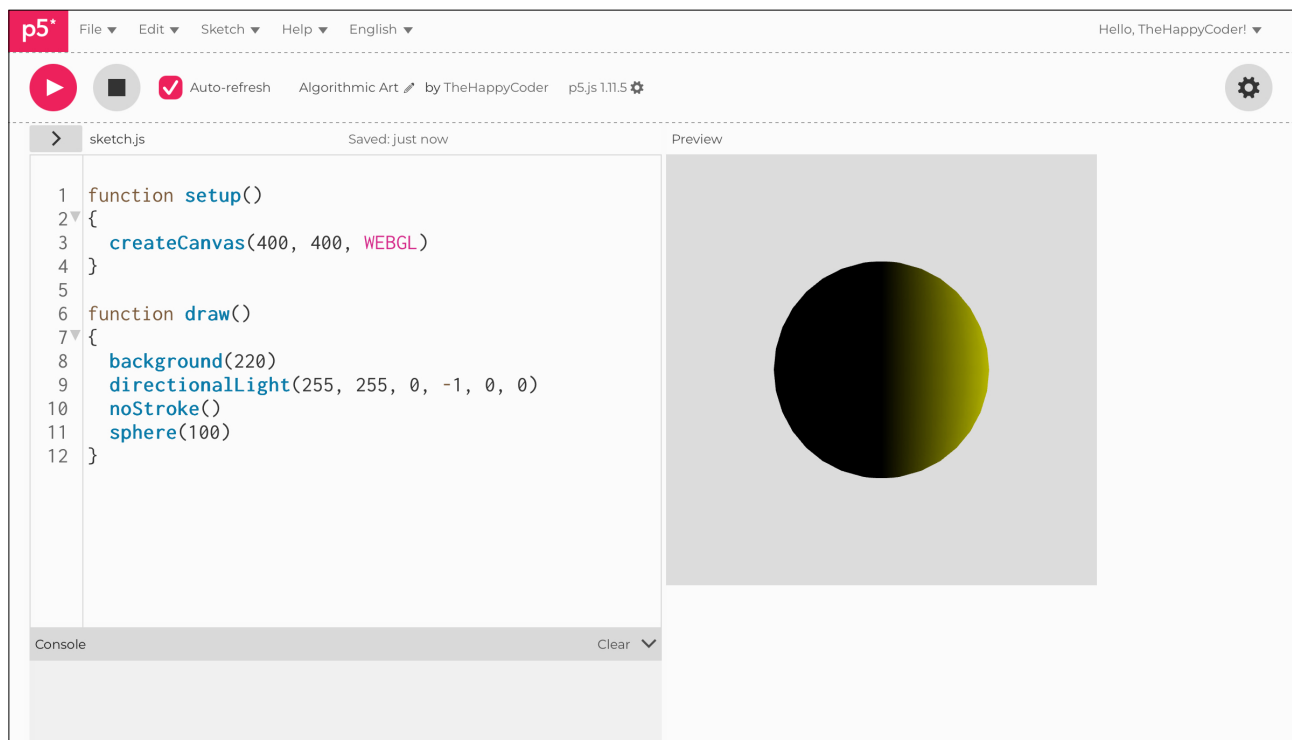 p5* File Edit Sketch Help English Hello, TheHappyCoder!
Auto-refresh Algorithmic Art by TheHappyCoder p5.js 1.11.5
sketch.js Saved: just now Preview
1 function setup()
2 {
3 createCanvas(400, 400, WEBGL)
4 }
5
6 function draw()
7 {
8 background(220)
9 directionalLight(255, 255, 0, -1, 0, 0)
10 noStroke()
11 sphere(100)
12 }
Console Clear